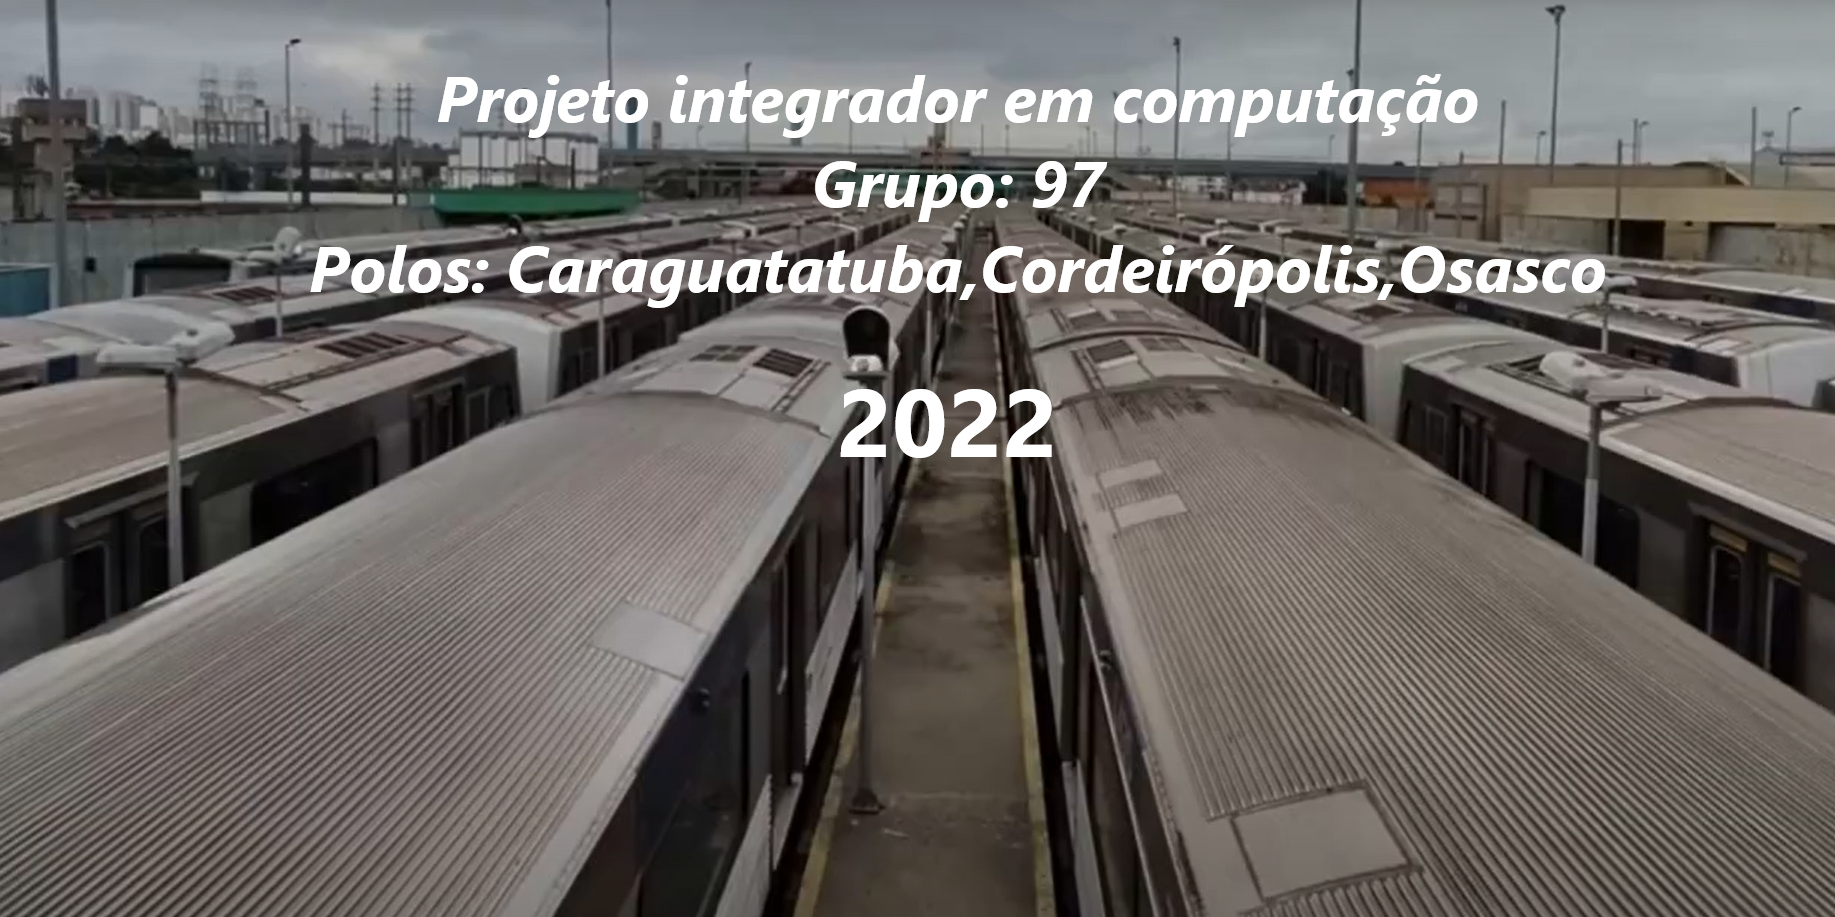 Projeto integrador em computação
Grupo: 97
Polos: Caraguatatuba,Cordeirópolis,Osasco
2022